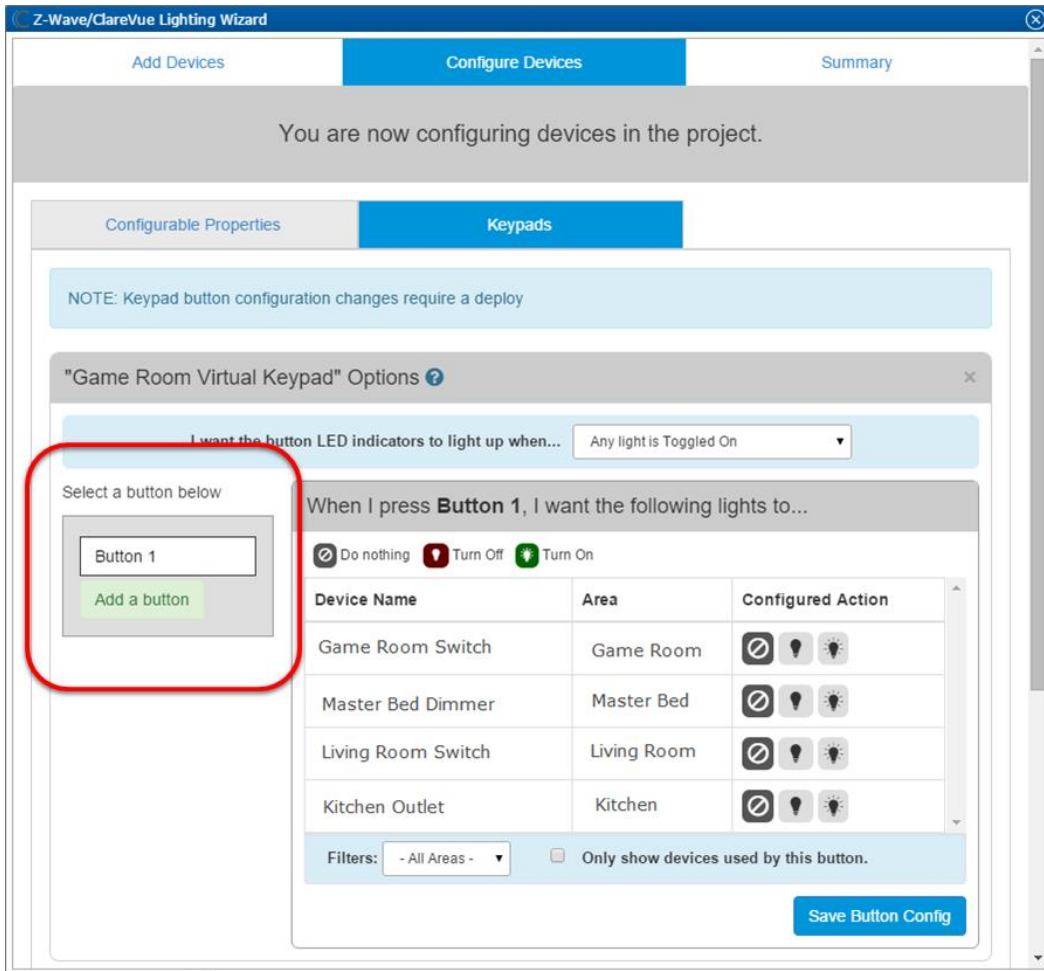 Z-Wave/ClareVue Lighting Wizard
Add Devices Configure Devices Summary
You are now configuring devices in the project.
Configurable Properties Keypads
NOTE: Keypad button configuration changes require a deploy
"Game Room Virtual Keypad" Options
I want the button LED indicators to light up when... Any light is Toggled On
Select a button below
Button 1
Add a button
When I press Button 1, I want the following lights to...
Do nothing Turn Off Turn On
Device Name Area Configured Action
Game Room Switch Game Room
Master Bed Dimmer Master Bed
Living Room Switch Living Room
Kitchen Outlet Kitchen
Filters: - All Areas - Only show devices used by this button.
Save Button Config